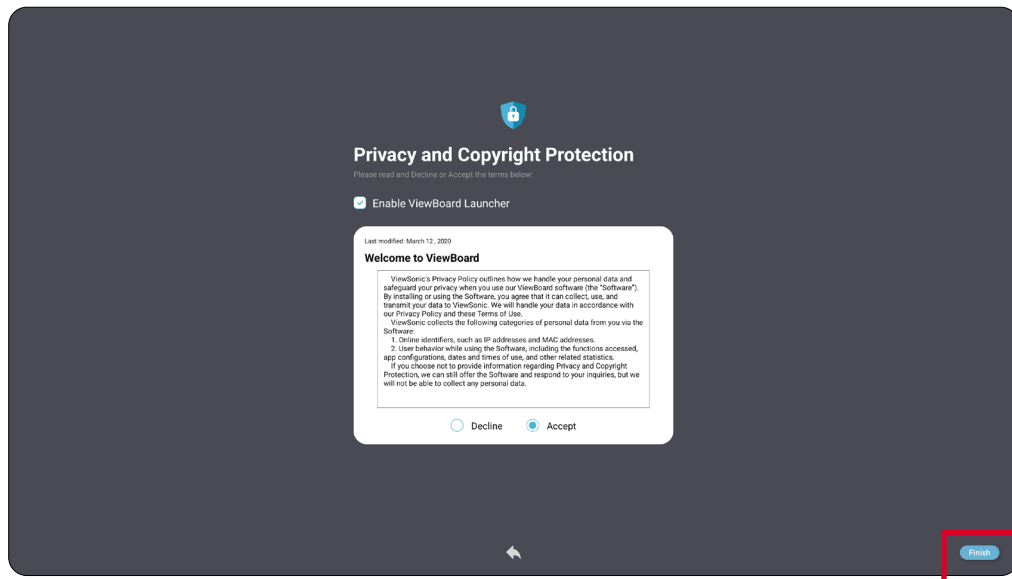 Privacy and Copyright Protection
Please read and Decline or Accept the terms below:
Enable ViewBoard Launcher
Last modified: March 12 , 2020
Welcome to ViewBoard
ViewSonic's Privacy Policy outlines how we handle your personal data and
safeguard your privacy when you use our ViewBoard software (the "Software").
By installing or using the Software, you agree that it can collect, use, and
transmit your data to ViewSonic. We will handle your data in accordance with
our Privacy Policy and these Terms of Use.
ViewSonic collects the following categories of personal data from you via the
Software:
1. Online identifiers, such as IP addresses and MAC addresses.
2. User behavior while using the Software, including the functions accessed,
app configurations, dates and times of use, and other related statistics.
If you choose not to provide information regarding Privacy and Copyright
Protection, we can still offer the Software and respond to your inquiries, but we
will not be able to collect any personal data.
Decline Accept
Finish